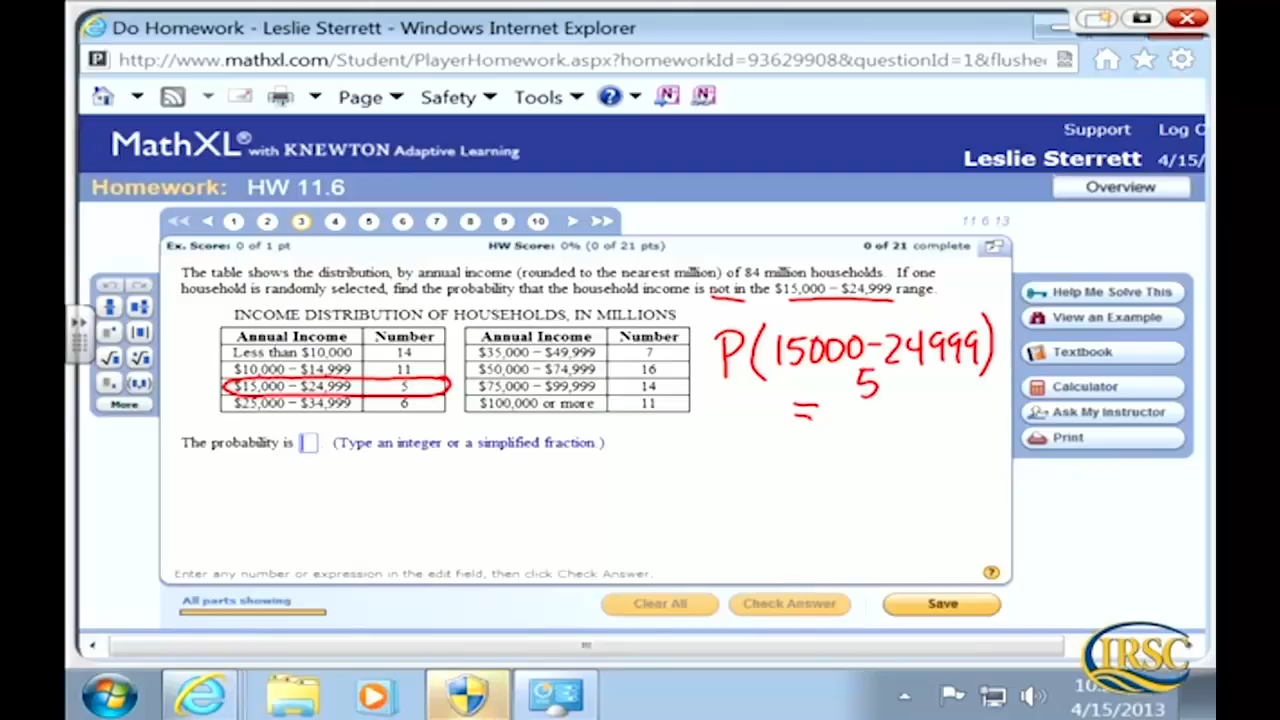 Do Homework - Leslie Sterrett - Windows Internet Explorer
http://www.mathxl.com/Student/PlayerHomework.aspx?homeworkId=93629908&questionId=1&flushe
Page Safety Tools
MathXL® with KNEWTON Adaptive Learning
Support Log O
Leslie Sterrett 4/15/
Homework: HW 11.6
Overview
1 2 3 4 5 6 7 8 9 10
11.6.13
Ex. Score: 0 of 1 pt HW Score: 0% (0 of 21 pts) 0 of 21 complete
The table shows the distribution, by annual income (rounded to the nearest million) of 84 million households. If one
household is randomly selected, find the probability that the household income is not in the $15,000 – $24,999 range.
INCOME DISTRIBUTION OF HOUSEHOLDS, IN MILLIONS
Annual Income Number Annual Income Number
Less than $10,000 14 $35,000 – $49,999 7
$10,000 – $14,999 11 $50,000 – $74,999 16
$15,000 – $24,999 5 $75,000 – $99,999 14
$25,000 – $34,999 6 $100,000 or more 11
P(15000-24999)
= 5
The probability is (Type an integer or a simplified fraction.)
More
Help Me Solve This
View an Example
Textbook
Calculator
Ask My Instructor
Print
Enter any number or expression in the edit field, then click Check Answer.
All parts showing
Clear All
Check Answer
Save
IRSC
4/15/2013